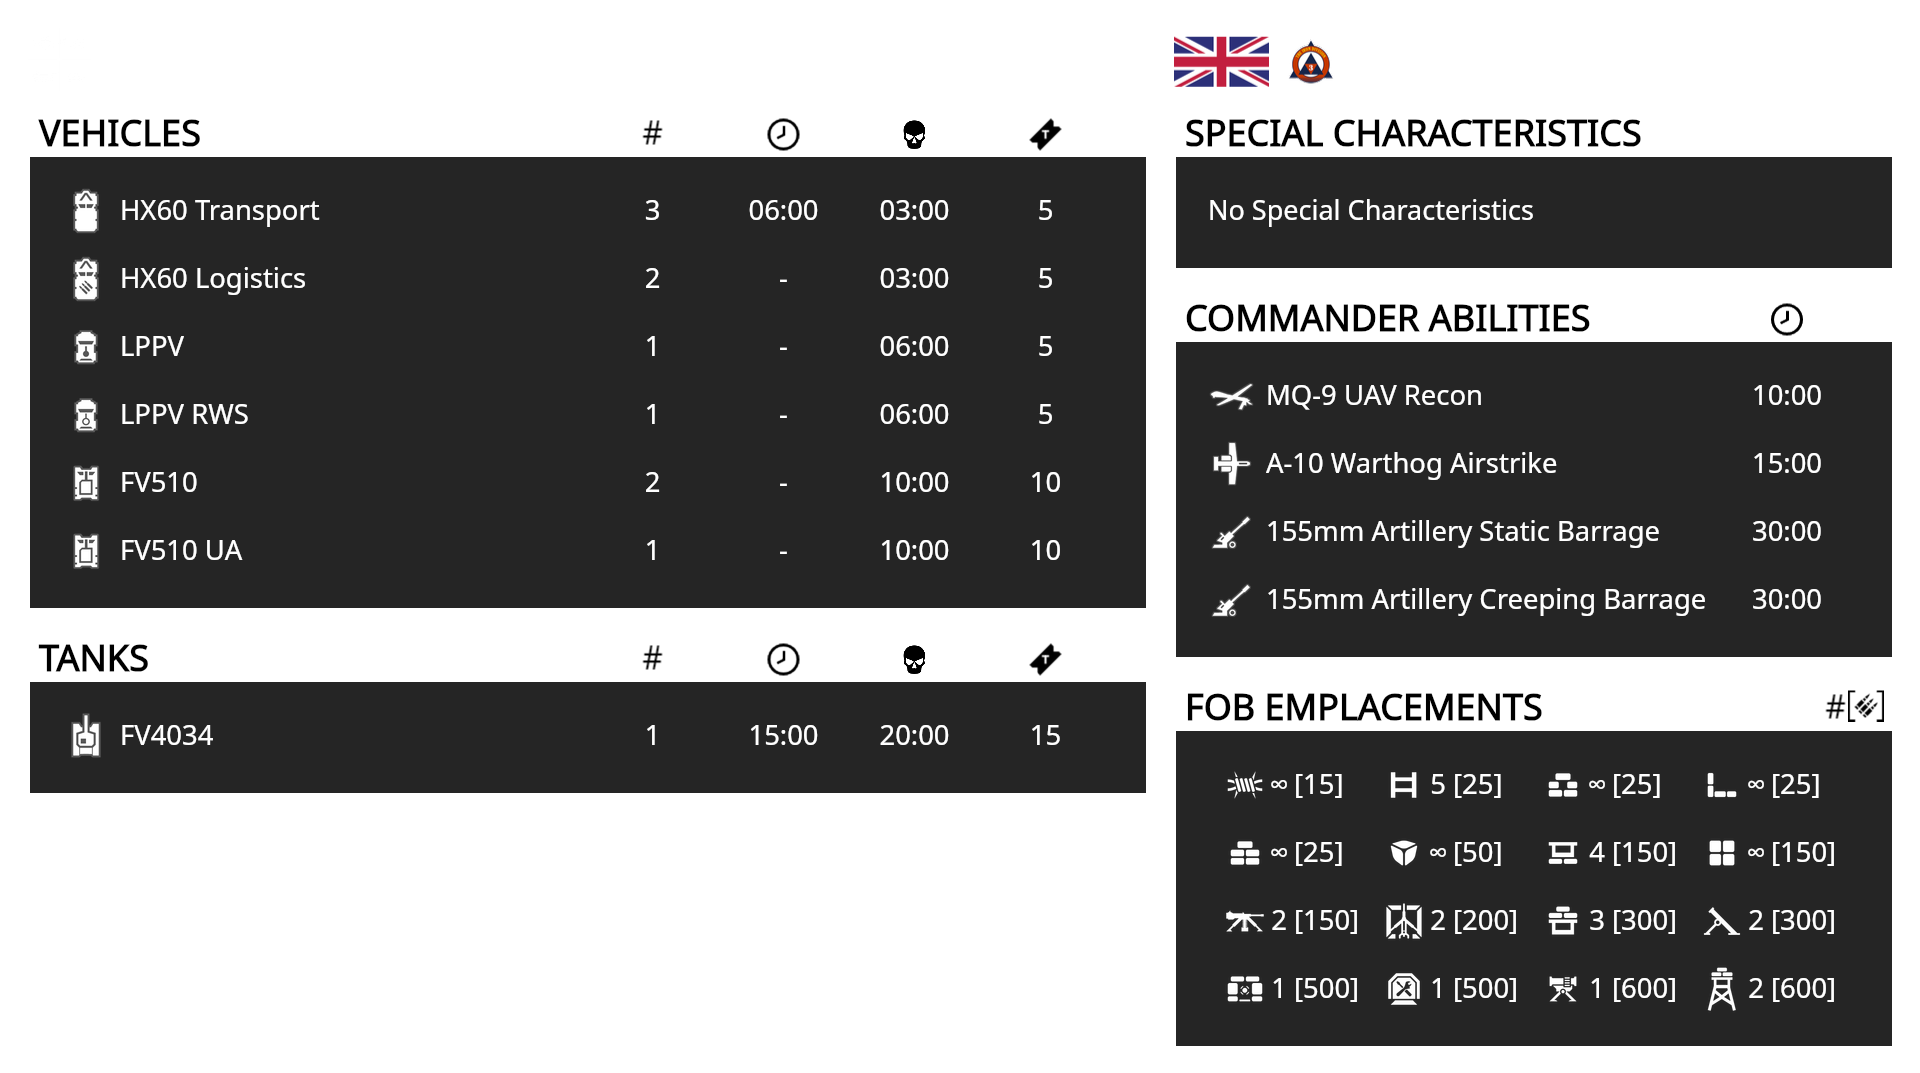 VEHICLES #
HX60 Transport 3 06:00 03:00 5
HX60 Logistics 2 - 03:00 5
LPPV 1 - 06:00 5
LPPV RWS 1 - 06:00 5
FV510 2 - 10:00 10
FV510 UA 1 - 10:00 10
TANKS #
FV4034 1 15:00 20:00 15
SPECIAL CHARACTERISTICS
No Special Characteristics
COMMANDER ABILITIES
MQ-9 UAV Recon 10:00
A-10 Warthog Airstrike 15:00
155mm Artillery Static Barrage 30:00
155mm Artillery Creeping Barrage 30:00
FOB EMPLACEMENTS #[]
∞ [15] 5 [25] ∞ [25] ∞ [25]
∞ [25] ∞ [50] 4 [150] ∞ [150]
2 [150] 2 [200] 3 [300] 2 [300]
1 [500] 1 [500] 1 [600] 2 [600]